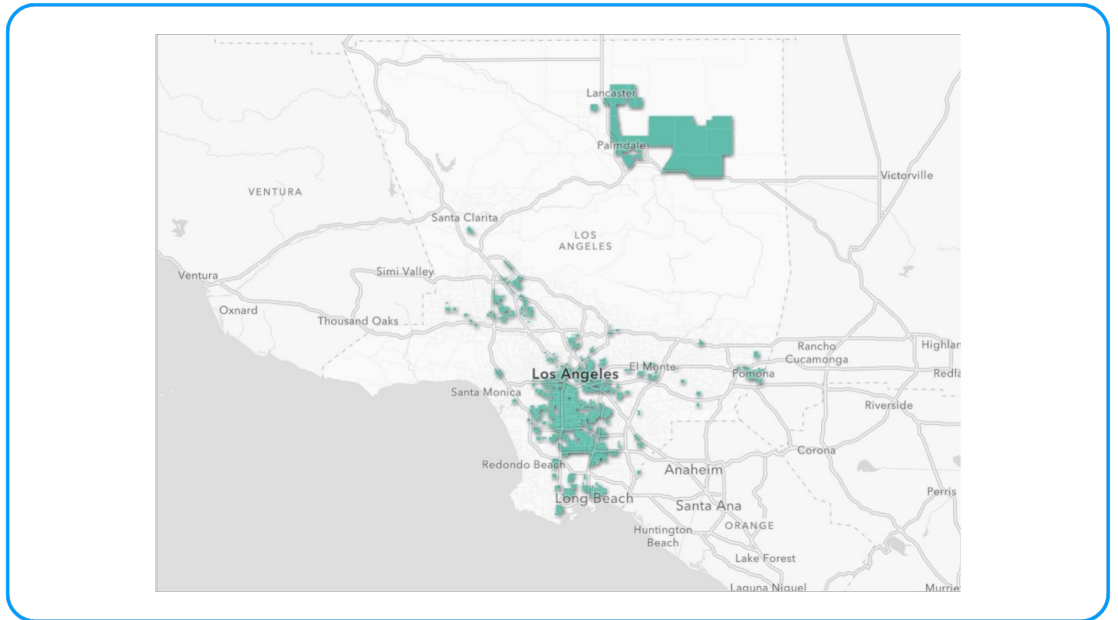 Lancaster
Palmdale
Victorville
VENTURA
Santa Clarita
LOS
ANGELES
Simi Valley
Ventura
Oxnard
Thousand Oaks
Rancho
Cucamonga
Highlan
Los Angeles
El Monte
Pomona
Redla
Santa Monica
Riverside
Corona
Redondo Beach
Anaheim
Perris
Long Beach
Santa Ana
Huntington
Beach
ORANGE
Lake Forest
Laguna Niguel
Murrie